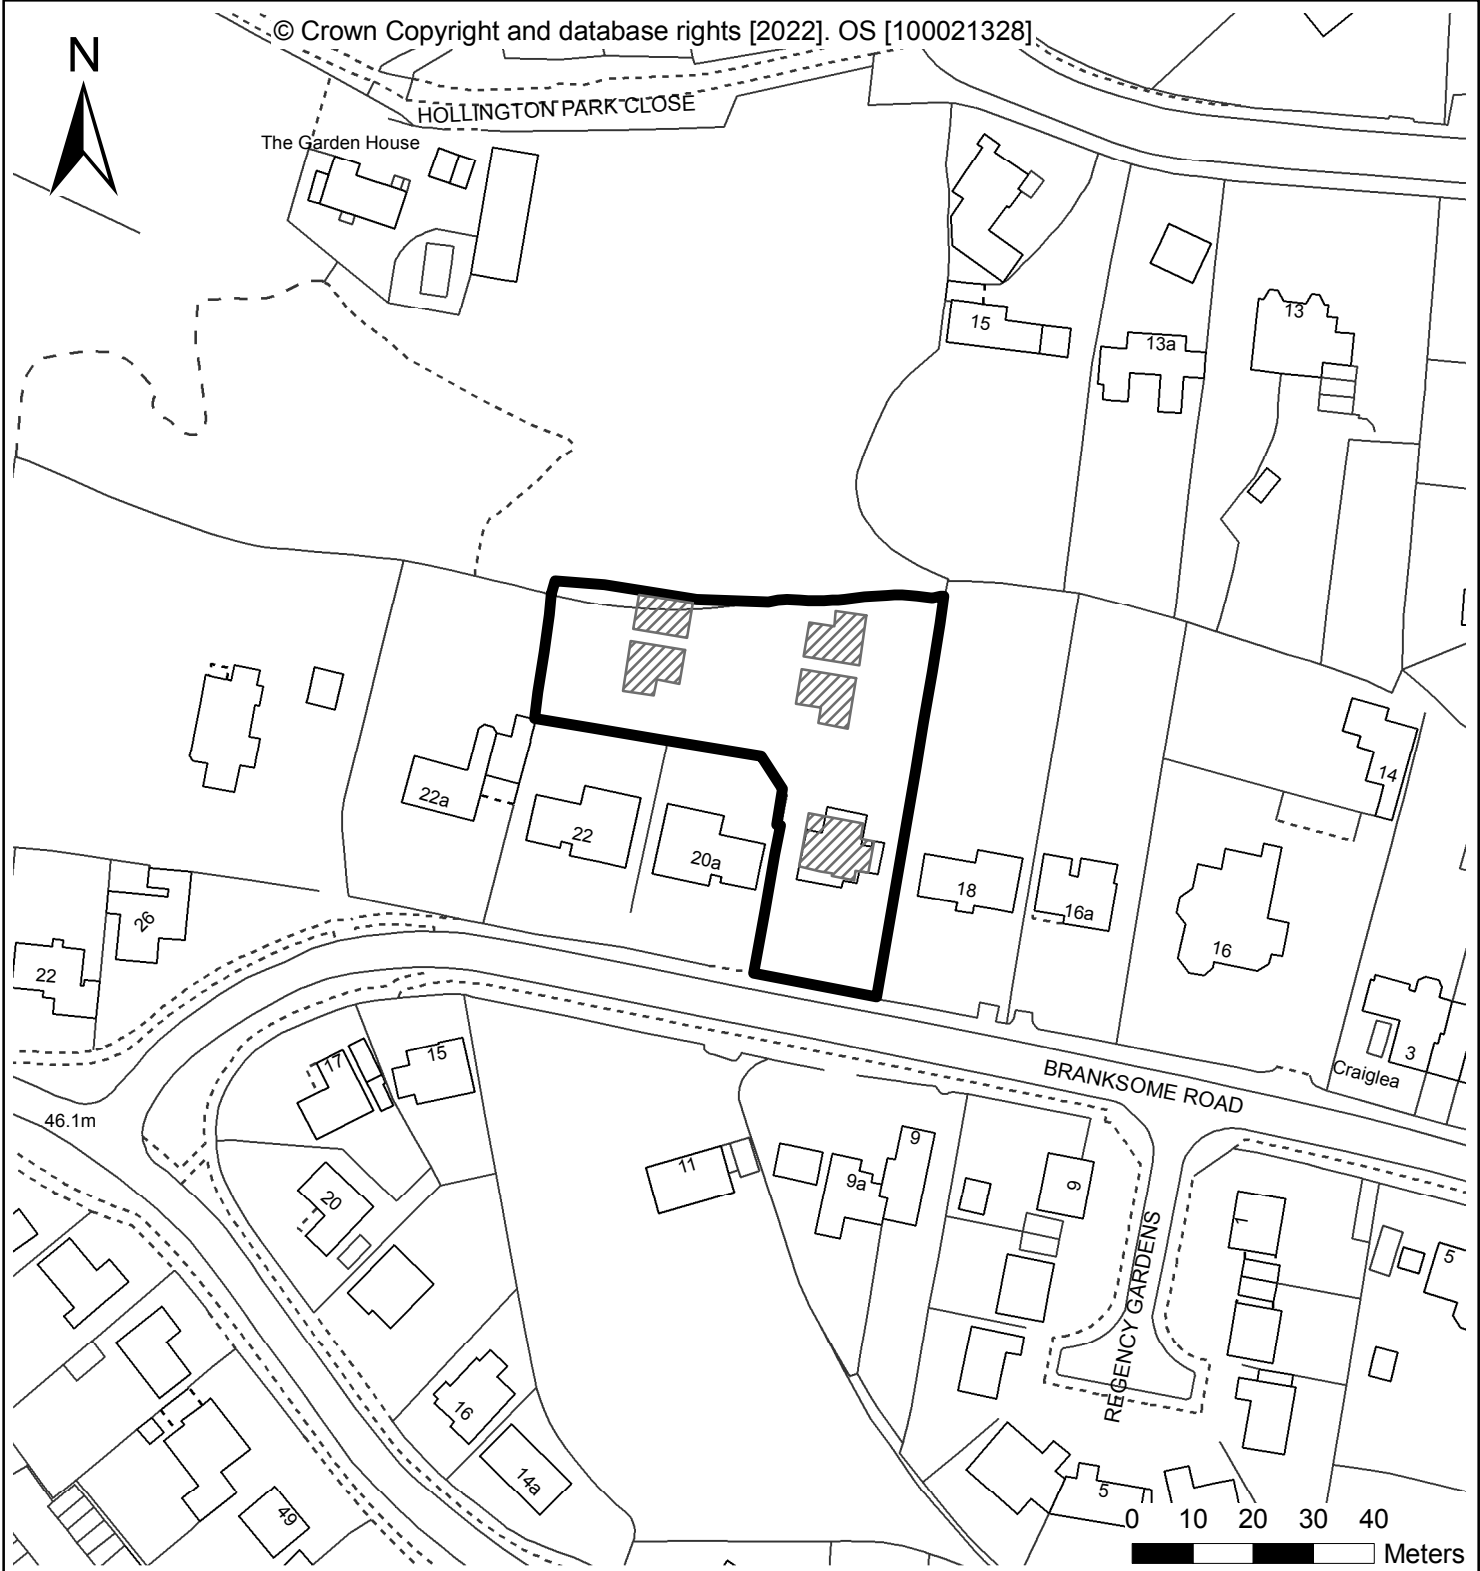 © Crown Copyright and database rights [2022]. OS [100021328]
N
HOLLINGTON PARK CLOSE
The Garden House
15
13a
13
22a
22
20a
18
16a
16
14
26
22
3
Craiglea
BRANKSOME ROAD
17
15
46.1m
11
9a
9
9
1
5
20
REGENCY GARDENS
16
14a
49
5
0 10 20 30 40
Meters